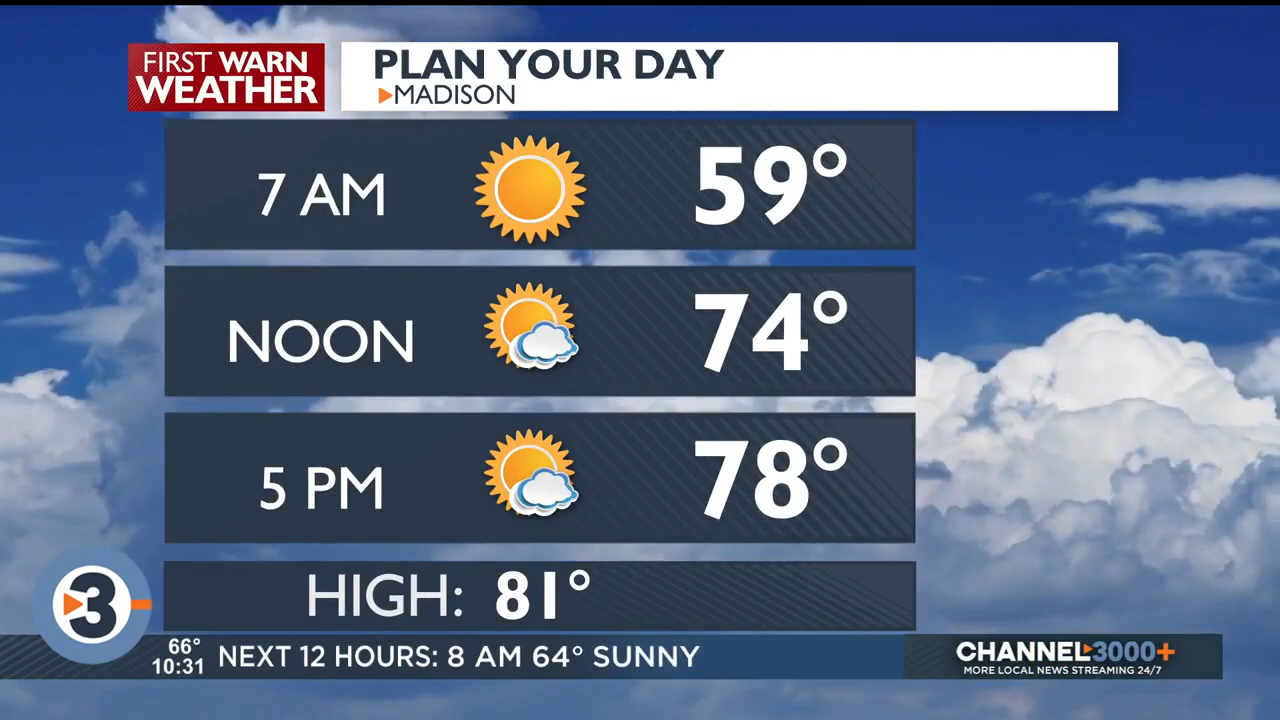 FIRST WARN
WEATHER
PLAN YOUR DAY
MADISON
7 AM 59°
NOON 74°
5 PM 78°
HIGH: 81°
3
66°
10:31
NEXT 12 HOURS: 8 AM 64° SUNNY
CHANNEL3000+
MORE LOCAL NEWS STREAMING 24/7